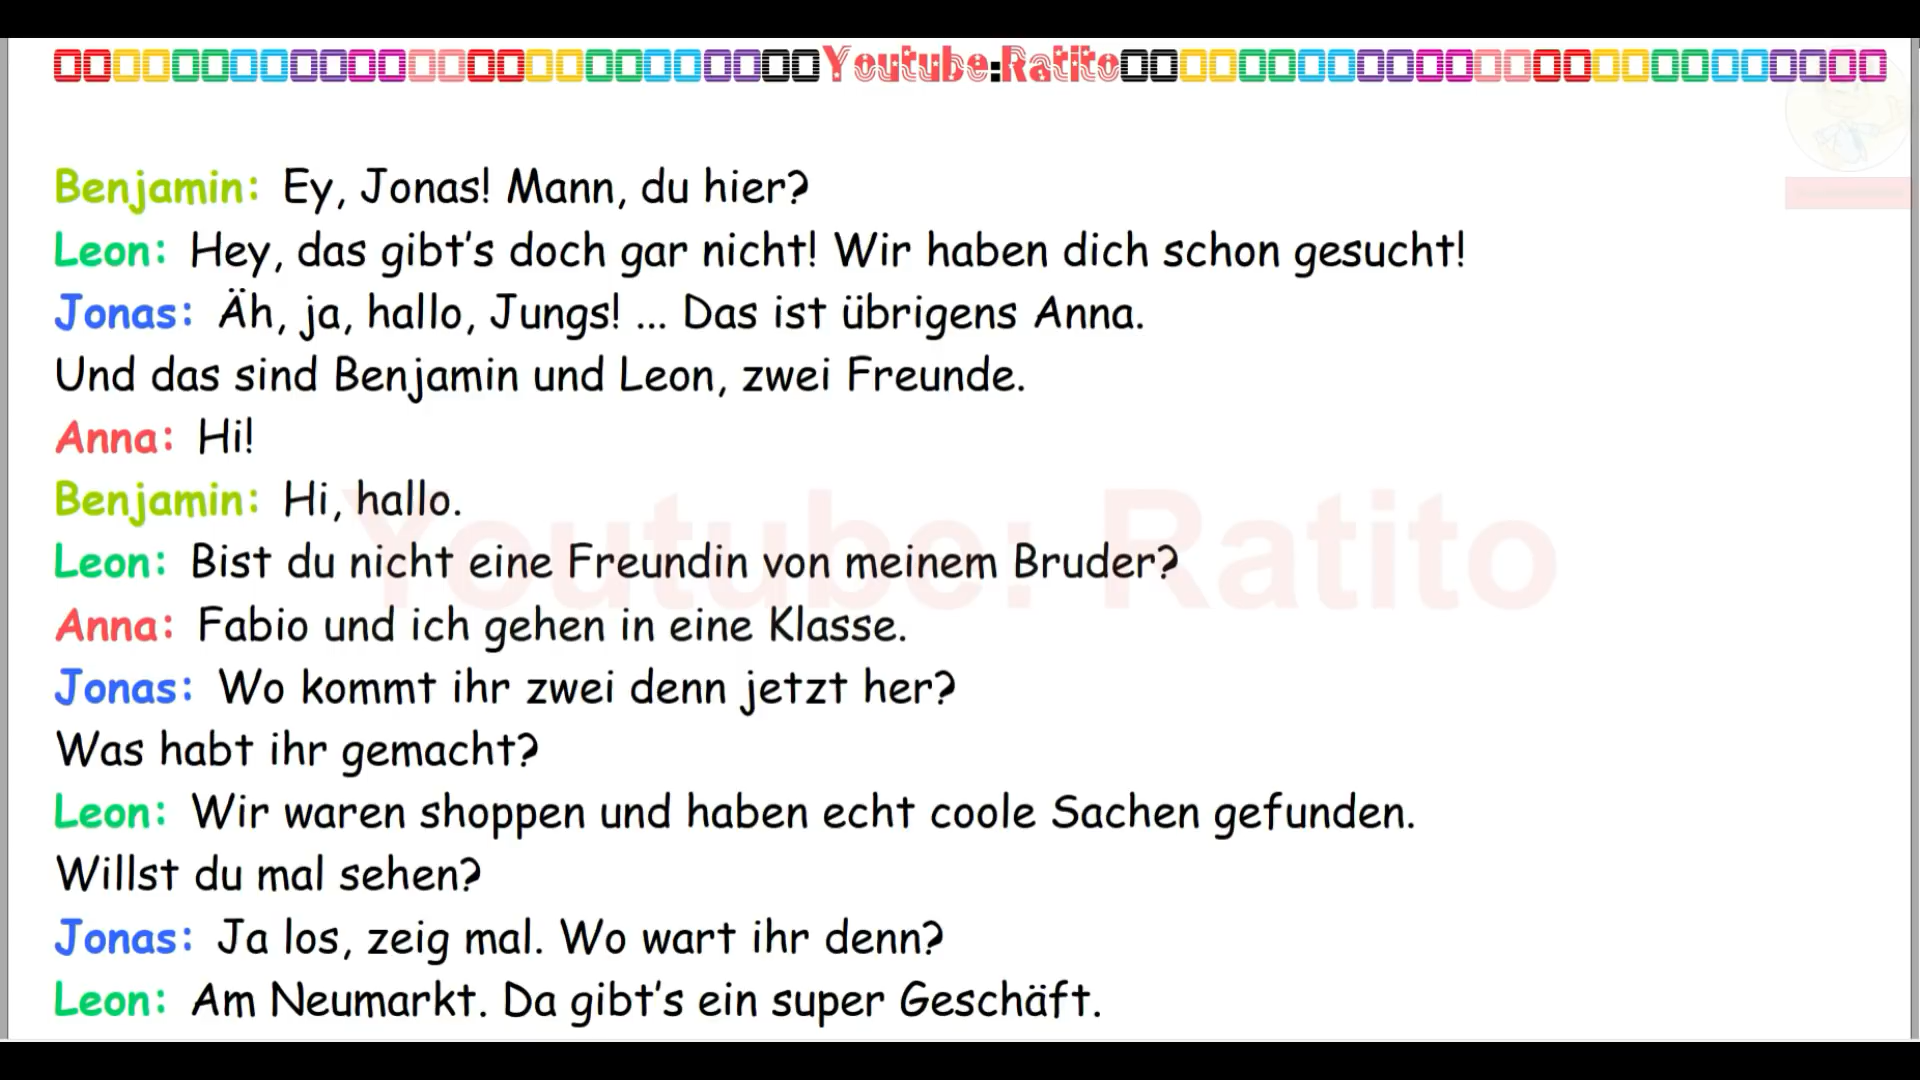 Youtube:Ratito
Benjamin: Ey, Jonas! Mann, du hier?
Leon: Hey, das gibt's doch gar nicht! Wir haben dich schon gesucht!
Jonas: Äh, ja, hallo, Jungs! ... Das ist übrigens Anna.
Und das sind Benjamin und Leon, zwei Freunde.
Anna: Hi!
Benjamin: Hi, hallo.
Youtube: Ratito
Leon: Bist du nicht eine Freundin von meinem Bruder?
Anna: Fabio und ich gehen in eine Klasse.
Jonas: Wo kommt ihr zwei denn jetzt her?
Was habt ihr gemacht?
Leon: Wir waren shoppen und haben echt coole Sachen gefunden.
Willst du mal sehen?
Jonas: Ja los, zeig mal. Wo wart ihr denn?
Leon: Am Neumarkt. Da gibt's ein super Geschäft.